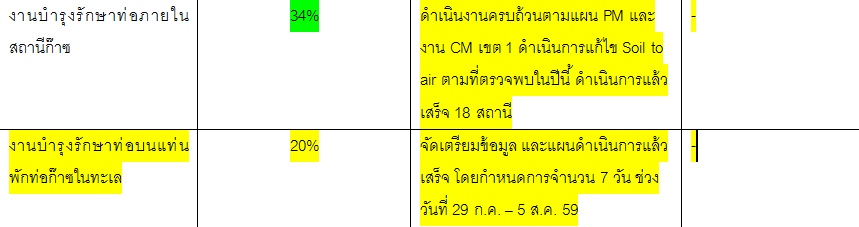 งานบำรุงรักษาท่อภายใน
สถานีก๊าซ
34%
ดำเนินงานครบถ้วนตามแผน PM และ
งาน CM เขต 1 ดำเนินการแก้ไข Soil to
air ตามที่ตรวจพบในปีนี้ ดำเนินการแล้ว
เสร็จ 18 สถานี
-
งานบำรุงรักษาท่อบนแท่น
พักท่อก๊าซในทะเล
20%
จัดเตรียมข้อมูล และแผนดำเนินการแล้ว
เสร็จ โดยกำหนดการจำนวน 7 วัน ช่วง
วันที่ 29 ก.ค. – 5 ส.ค. 59
-